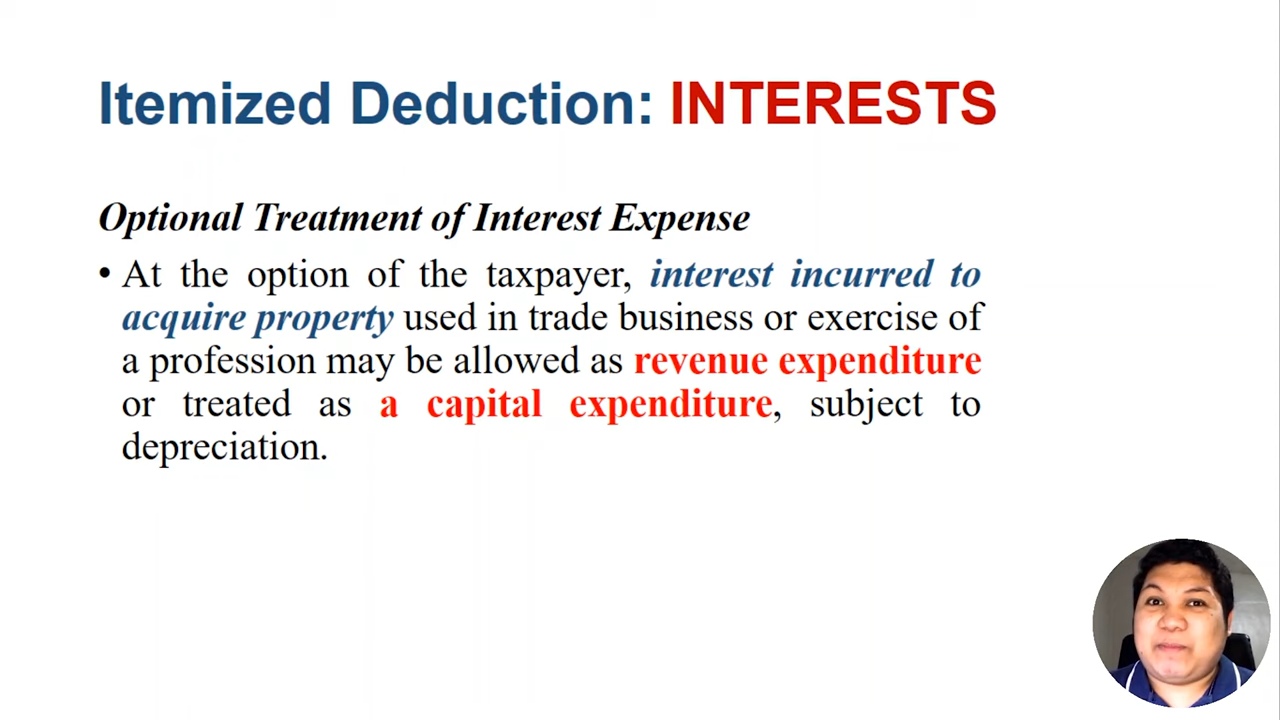 Itemized Deduction: INTERESTS
Optional Treatment of Interest Expense
• At the option of the taxpayer, interest incurred to
acquire property used in trade business or exercise of
a profession may be allowed as revenue expenditure
or treated as a capital expenditure, subject to
depreciation.